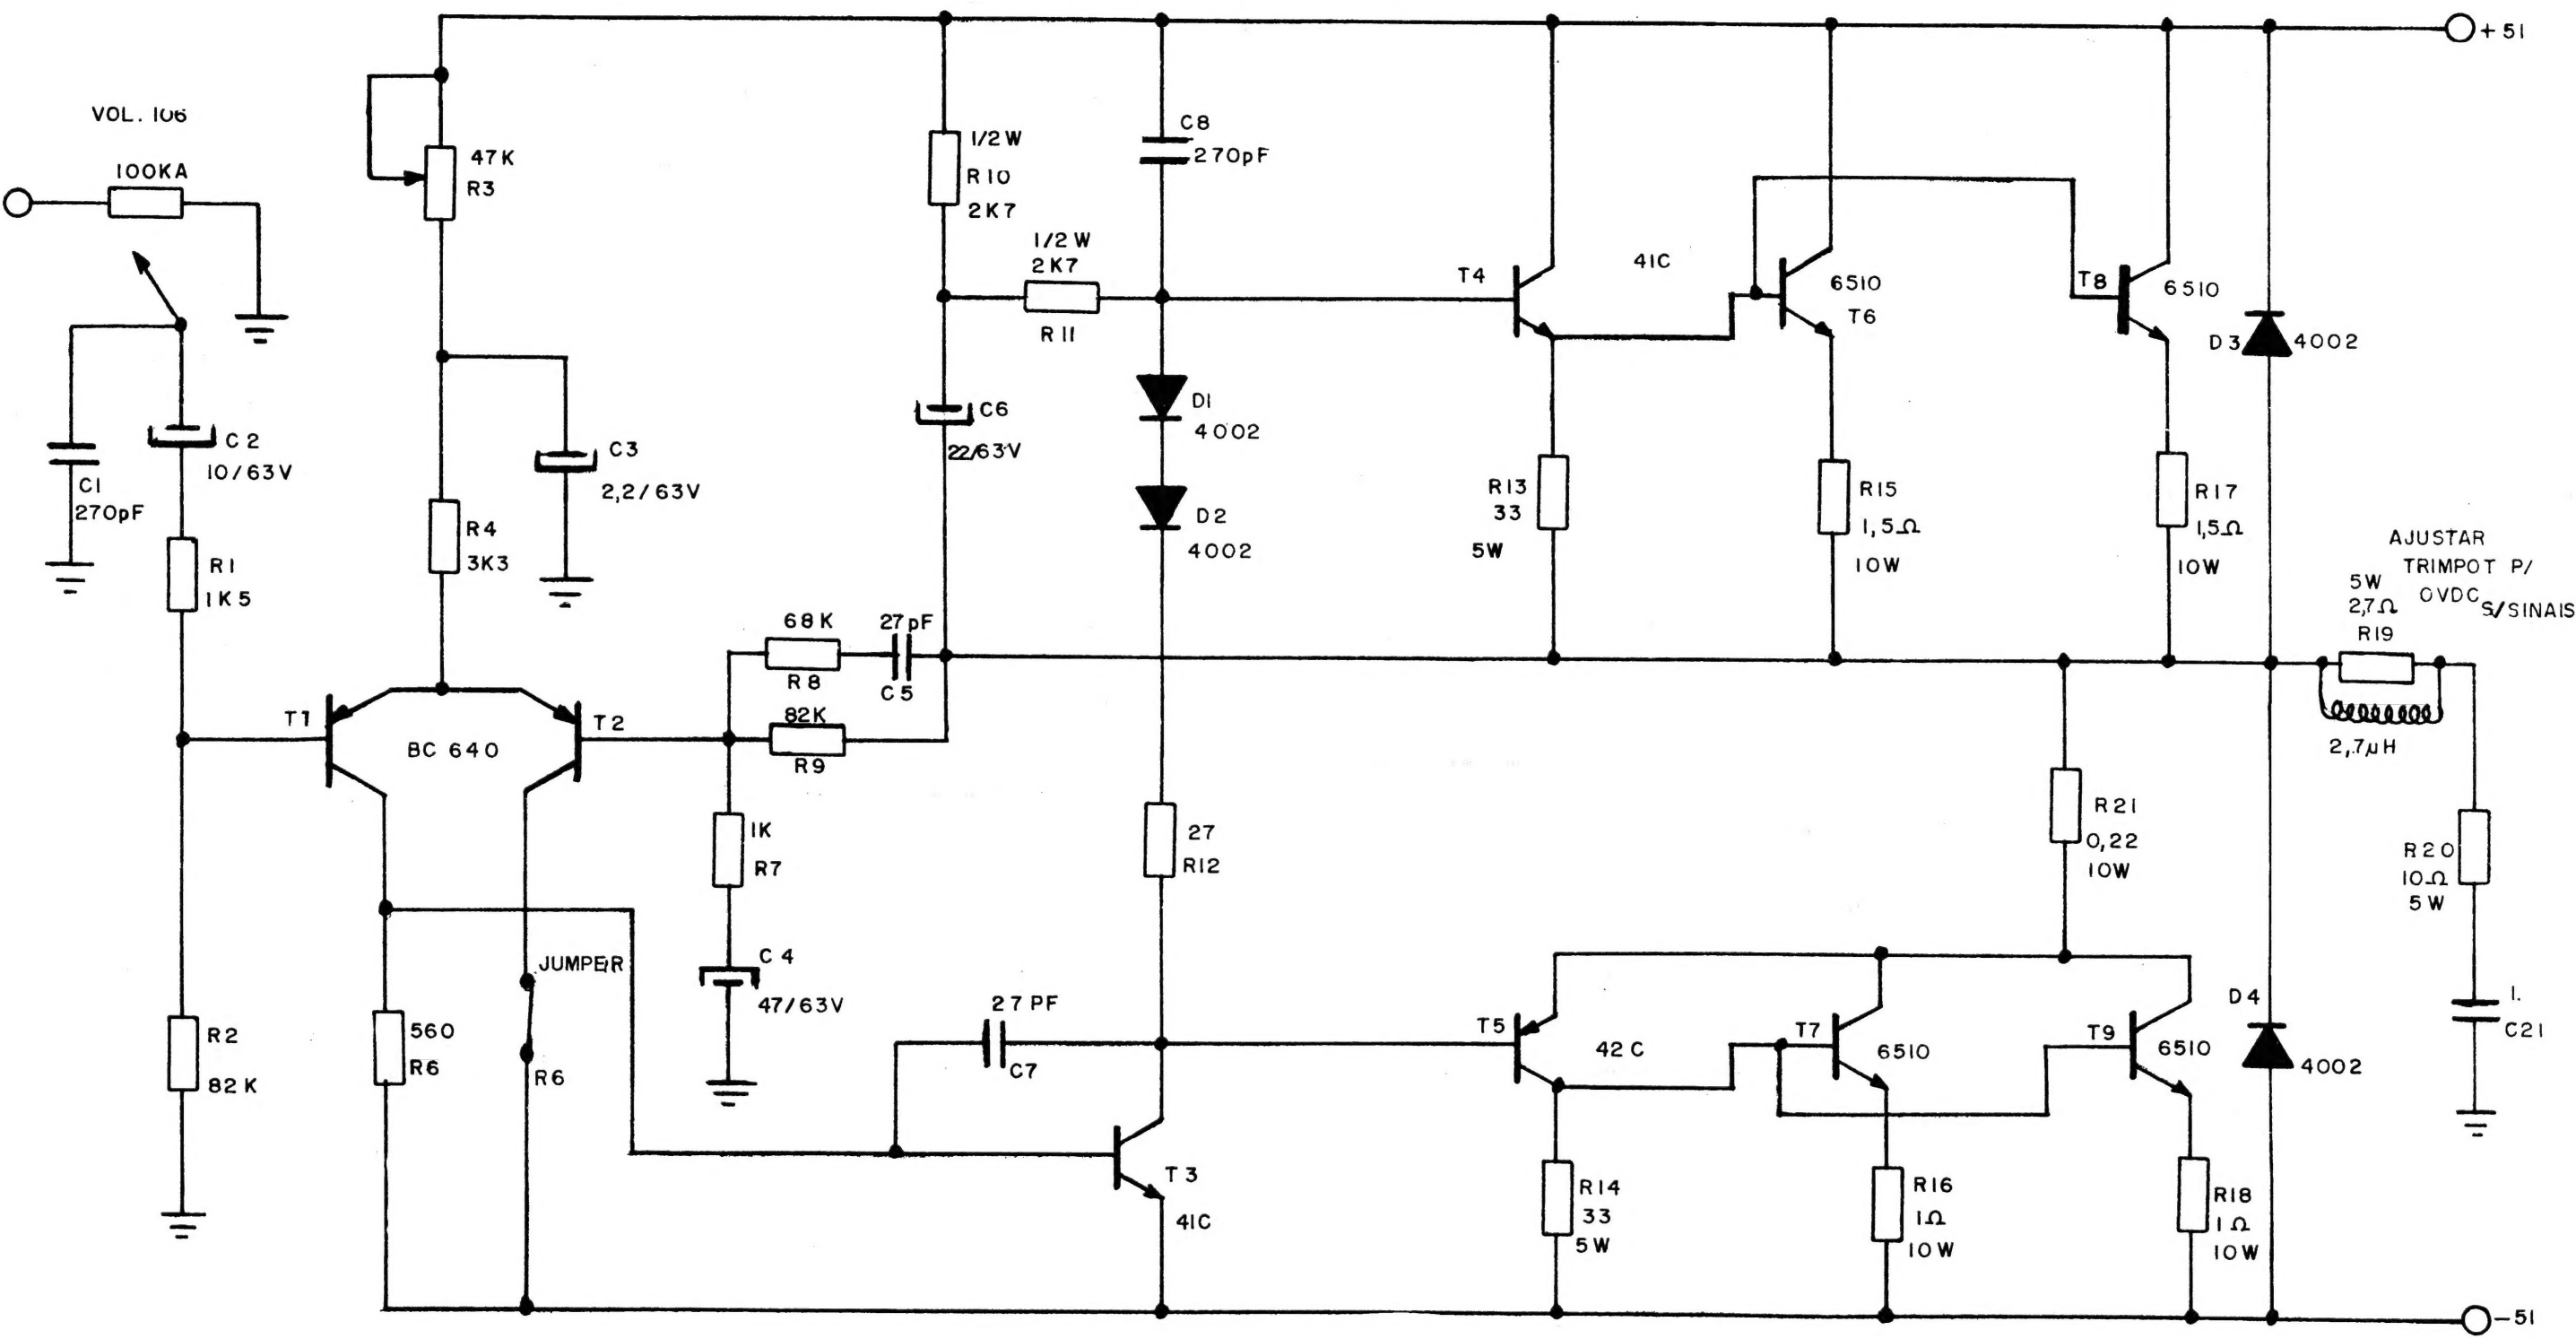 +51
VOL. 106
100KA
47K
R3
1/2W
R10
2K7
C8
270pF
1/2W
2K7
R11
T4
41C
6510
T6
T8
6510
D3
4002
C2
10/63V
C1
270pF
R1
1K5
C3
2,2/63V
R4
3K3
C6
22/63V
D1
4002
D2
4002
R13
33
5W
R15
1,5Ω
10W
R17
1,5Ω
10W
AJUSTAR
TRIMPOT P/
0VDC S/SINAIS
5W
2,7Ω
R19
2,7µH
68K
R8
27pF
C5
82K
R9
T1
BC 640
T2
1K
R7
27
R12
R21
0,22
10W
R20
10Ω
5W
1.
C21
C4
47/63V
JUMPER
R6
560
R6
R2
82K
27PF
C7
T5
42C
T7
6510
T9
6510
D4
4002
T3
41C
R14
33
5W
R16
1Ω
10W
R18
1Ω
10W
-51